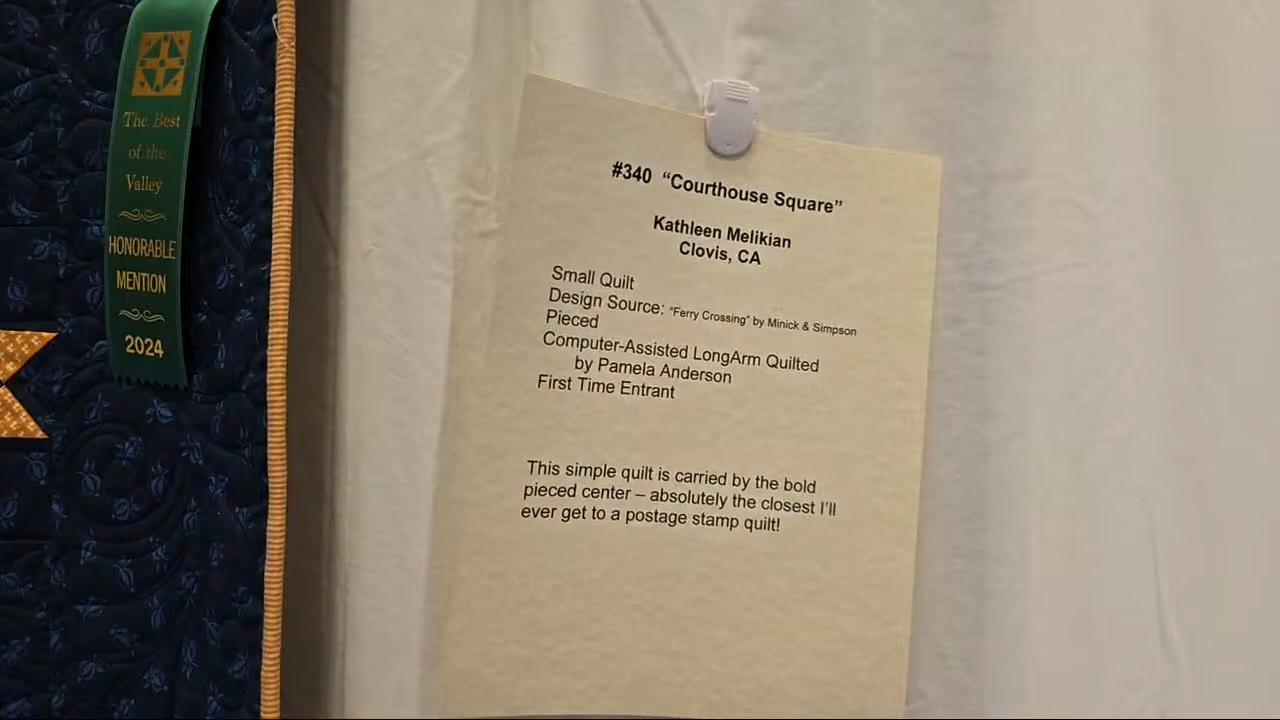 The Best
of the
Valley
HONORABLE
MENTION
2024
#340 “Courthouse Square”
Kathleen Melikian
Clovis, CA
Small Quilt
Design Source: “Ferry Crossing” by Minick & Simpson
Pieced
Computer-Assisted LongArm Quilted
by Pamela Anderson
First Time Entrant
This simple quilt is carried by the bold
pieced center – absolutely the closest I’ll
ever get to a postage stamp quilt!